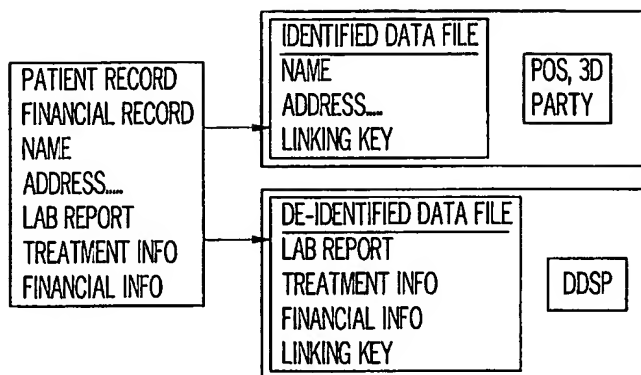 PATIENT RECORD
FINANCIAL RECORD
NAME
ADDRESS.....
LAB REPORT
TREATMENT INFO
FINANCIAL INFO
IDENTIFIED DATA FILE
NAME
ADDRESS.....
LINKING KEY
POS, 3D
PARTY
DE-IDENTIFIED DATA FILE
LAB REPORT
TREATMENT INFO
FINANCIAL INFO
LINKING KEY
DDSP